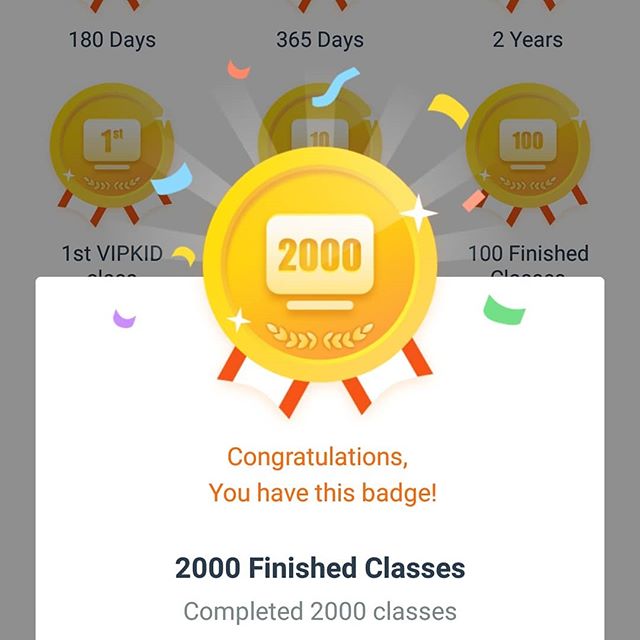 180 Days
365 Days
2 Years
1st
10
100
1st VIPKID
class
100 Finished
Classes
2000
Congratulations,
You have this badge!
2000 Finished Classes
Completed 2000 classes